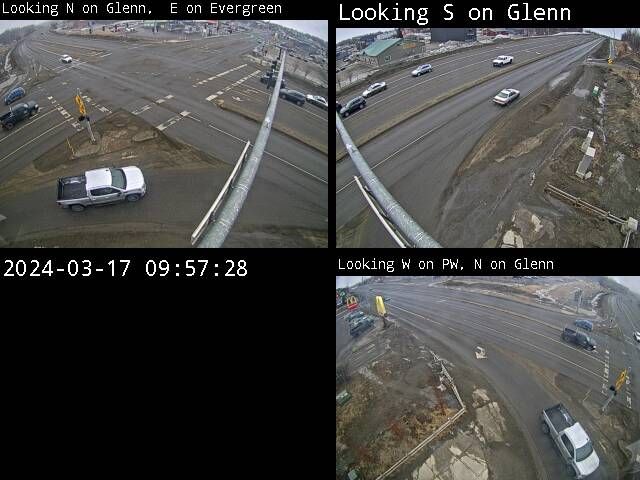 Looking N on Glenn, E on Evergreen
Looking S on Glenn
2024-03-17 09:57:28
Looking W on PW, N on Glenn